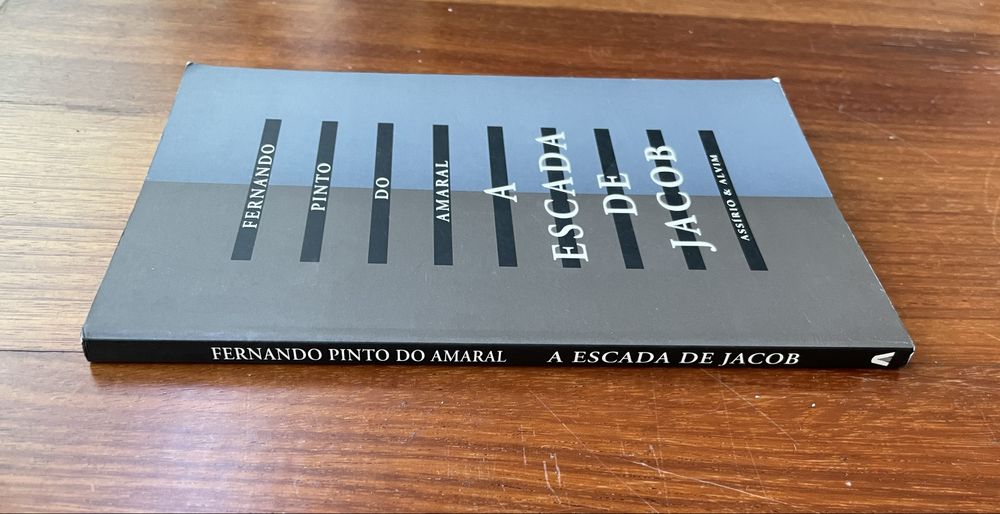 FERNANDO
PINTO
DO
AMARAL
A
ESCADA
DE
JACOB
ASSÍRIO & ALVIM
FERNANDO PINTO DO AMARAL A ESCADA DE JACOB